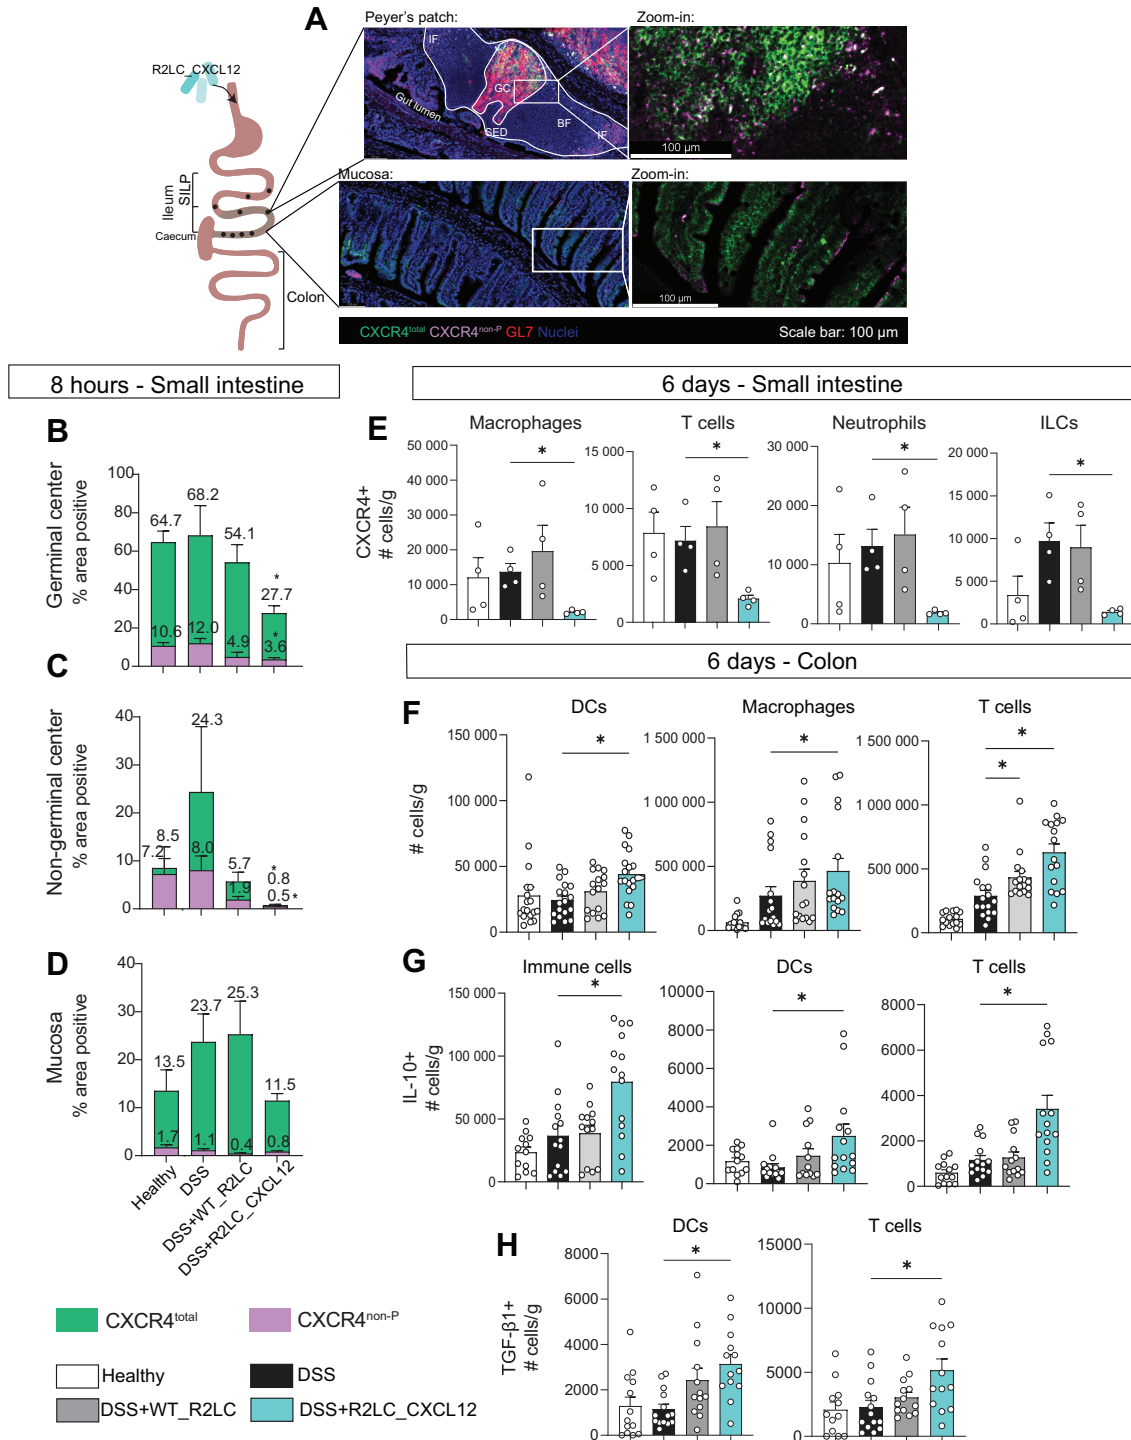 A
Peyer's patch:
Zoom-in:
R2LC_CXCL12
IF
GC
Gut lumen
SED
BF
IF
100 µm
Mucosa:
Zoom-in:
Ileum
SILP
Caecum
Colon
100 µm
CXCR4total CXCR4non-P GL7 Nuclei
Scale bar: 100 µm
8 hours - Small intestine
6 days - Small intestine
B
Germinal center
% area positive
100
80
60
40
20
0
64.7
68.2
54.1
*
27.7
10.6
12.0
4.9
*
3.6
C
Non-germinal center
% area positive
40
30
20
10
0
8.5
7.2
24.3
8.0
5.7
1.9
*
0.8
0.5
*
D
Mucosa
% area positive
40
30
20
10
0
13.5
23.7
25.3
11.5
1.7
1.1
0.4
0.8
Healthy
DSS
DSS+WT_R2LC
DSS+R2LC_CXCL12
E
CXCR4+
# cells/g
Macrophages
50 000
40 000
30 000
20 000
10 000
0
*
T cells
15 000
10 000
5 000
0
*
Neutrophils
30 000
20 000
10 000
0
*
ILCs
20 000
15 000
10 000
5 000
0
*
6 days - Colon
F
# cells/g
DCs
150 000
100 000
50 000
0
*
Macrophages
1 500 000
1 000 000
500 000
0
*
T cells
1 500 000
1 000 000
500 000
0
*
*
G
IL-10+
# cells/g
Immune cells
150 000
100 000
50 000
0
*
DCs
10000
8000
6000
4000
2000
0
*
T cells
8000
6000
4000
2000
0
*
H
TGF-β1+
# cells/g
DCs
8000
6000
4000
2000
0
*
T cells
15000
10000
5000
0
*
CXCR4total
CXCR4non-P
Healthy
DSS
DSS+WT_R2LC
DSS+R2LC_CXCL12